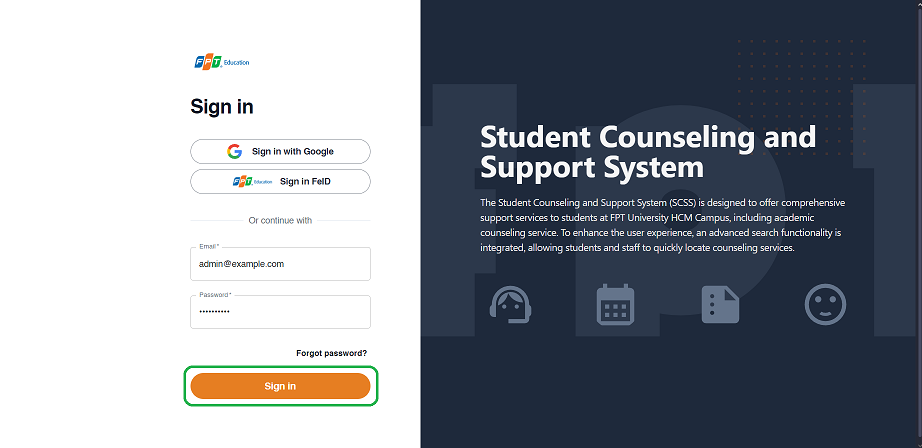 FPT Education
Sign in
Sign in with Google
FPT Education Sign in FeID
Or continue with
Email *
admin@example.com
Password *
••••••••••
Forgot password?
Sign in
fpt
Student Counseling and
Support System
The Student Counseling and Support System (SCSS) is designed to offer comprehensive
support services to students at FPT University HCM Campus, including academic
counseling service. To enhance the user experience, an advanced search functionality is
integrated, allowing students and staff to quickly locate counseling services.